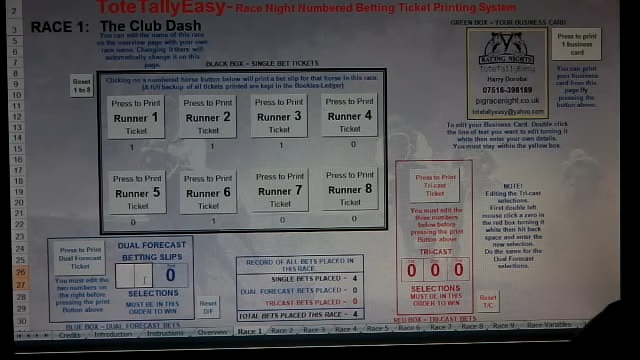 ToteTallyEasy- Race Night Numbered Betting Ticket Printing System
RACE 1: The Club Dash
You can edit the name of this race
on the overview page with your own
race name. Changing it there will
automatically change it on this
page.
BLACK BOX - SINGLE BET TICKETS
GREEN BOX - YOUR BUSINESS CARD
Reset
1 to 8
Clicking on a numbered horse button below will print a bet slip for that horse in this race.
(A full backup of all tickets printed are kept in the Bookies-Ledger)
Press to Print
Runner 1
Ticket
1
Press to Print
Runner 2
Ticket
1
Press to Print
Runner 3
Ticket
1
Press to Print
Runner 4
Ticket
0
Press to Print
Runner 5
Ticket
0
Press to Print
Runner 6
Ticket
1
Press to Print
Runner 7
Ticket
0
Press to Print
Runner 8
Ticket
0
RACING NIGHTS
ToteTallyEasy
Harry Dooba
07516-398189
pigracenight.co.uk
totetallyeasy@yahoo.com
Press to print
1 business
card
You can print
your business
card from this
page by
pressing the
button above.
To edit your Business Card. Double click
the line of text you want to edit turning it
white then enter your own details.
You must stay within the yellow box
Press to Print
Tri-cast
Ticket
You must edit the
three numbers
below before
pressing the print
Button above
TRI-CAST
0 0 0
SELECTIONS
MUST BE IN THIS
ORDER TO WIN
RED BOX - TRI-CAST BETS
Reset
T/C
NOTE!
Editing the Tri-cast
selections.
First double left
mouse click a zero in
the red box turning it
white then hit back
space and enter the
new selection.
Do the same for the
Dual Forecast
selections.
Press to Print
Dual Forecast
Ticket
You must edit the
two numbers on
the right before
pressing the print
Button above
DUAL FORECAST
BETTING SLIPS
0
SELECTIONS
MUST BE IN THIS
ORDER TO WIN
Reset
D/F
BLUE BOX - DUAL FORECAST BETS
RECORD OF ALL BETS PLACED IN
THIS RACE
SINGLE BETS PLACED - 4
DUAL FORECAST BETS PLACED - 0
TRI-CAST BETS PLACED - 0
TOTAL BETS PLACED THIS RACE - 4
Credits Introduction Instructions Overview Race 1 Race 2 Race 3 Race 4 Race 5 Race 6 Race 7 Race 8 Race 9 Race Variables